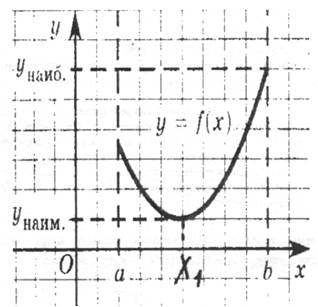 y
y наиб.
y = f(x)
y наим.
O a X₁ b x